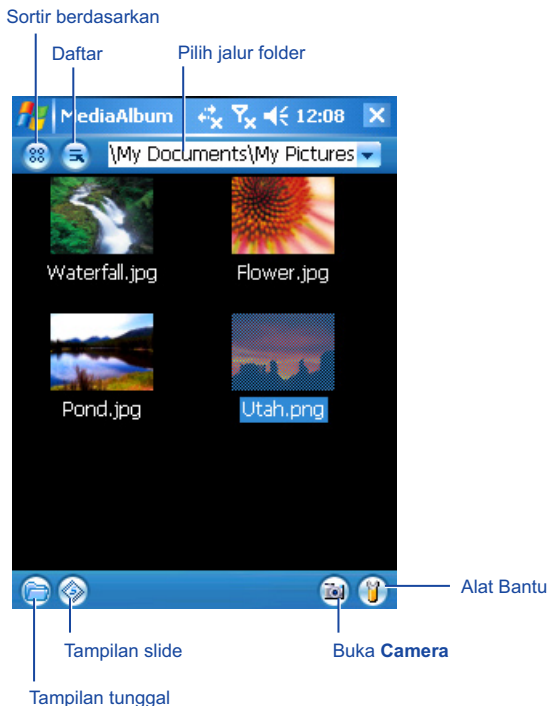 Sortir berdasarkan
Daftar
Pilih jalur folder
MediaAlbum 12:08
\My Documents\My Pictures
Waterfall.jpg
Flower.jpg
Pond.jpg
Utah.png
Alat Bantu
Tampilan slide
Buka Camera
Tampilan tunggal